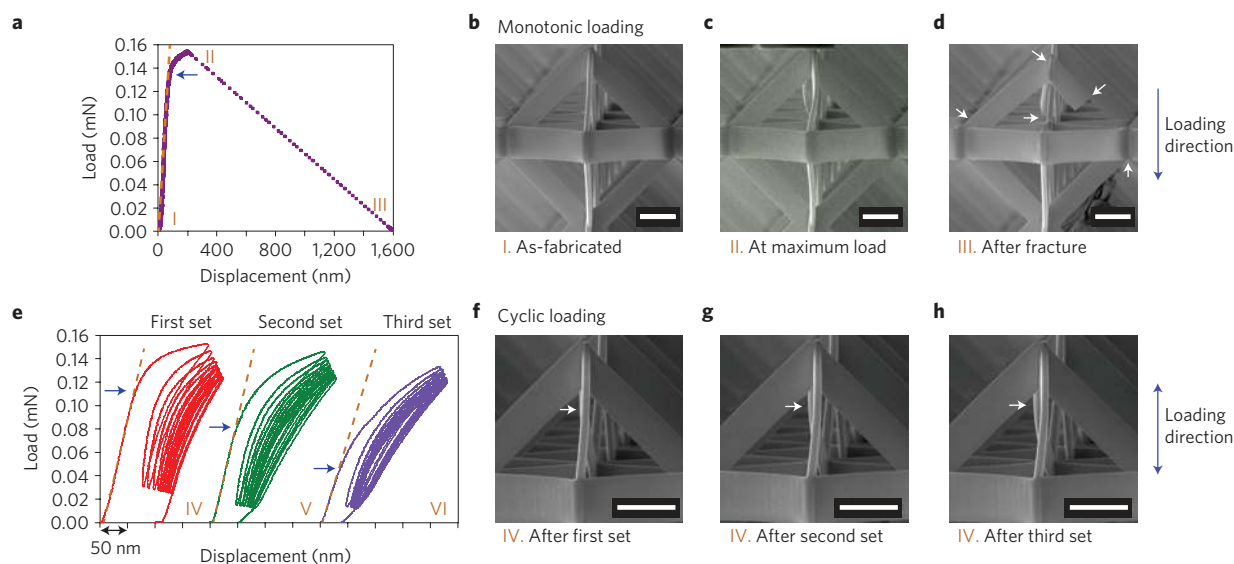 a
0.16
0.14
0.12
0.10
0.08
0.06
0.04
0.02
0.00
Load (mN)
II
I
III
0 400 800 1,200 1,600
Displacement (nm)
b Monotonic loading
I. As-fabricated
c
II. At maximum load
d
III. After fracture
Loading
direction
e
First set Second set Third set
0.16
0.14
0.12
0.10
0.08
0.06
0.04
0.02
0.00
Load (mN)
IV V VI
50 nm
Displacement (nm)
f Cyclic loading
IV. After first set
g
IV. After second set
h
IV. After third set
Loading
direction